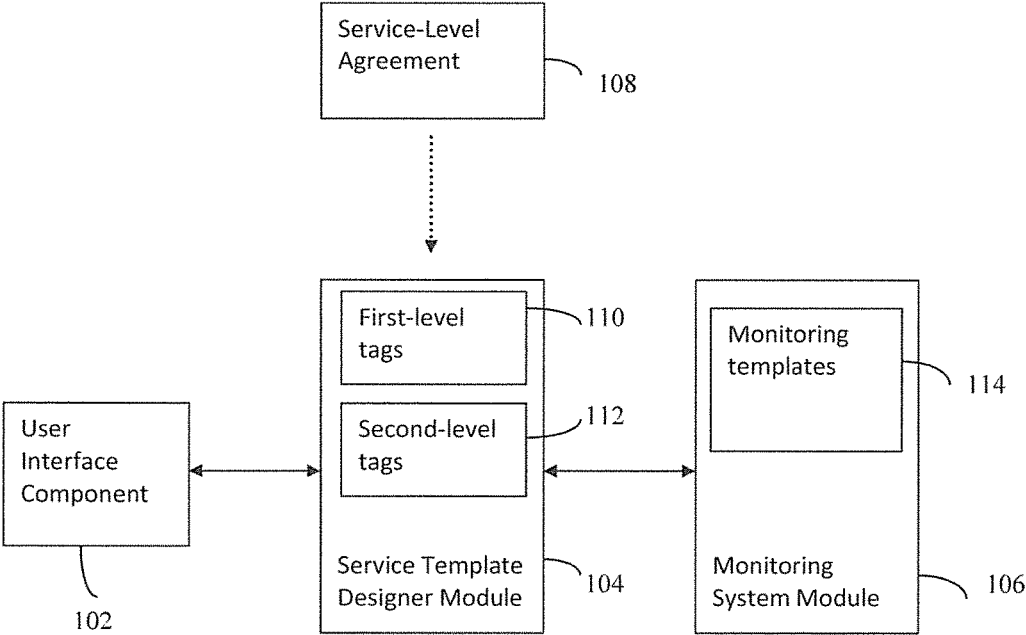 Service-Level
Agreement
108
First-level
tags
110
Monitoring
templates
114
Second-level
tags
112
User
Interface
Component
102
Service Template
Designer Module
104
Monitoring
System Module
106